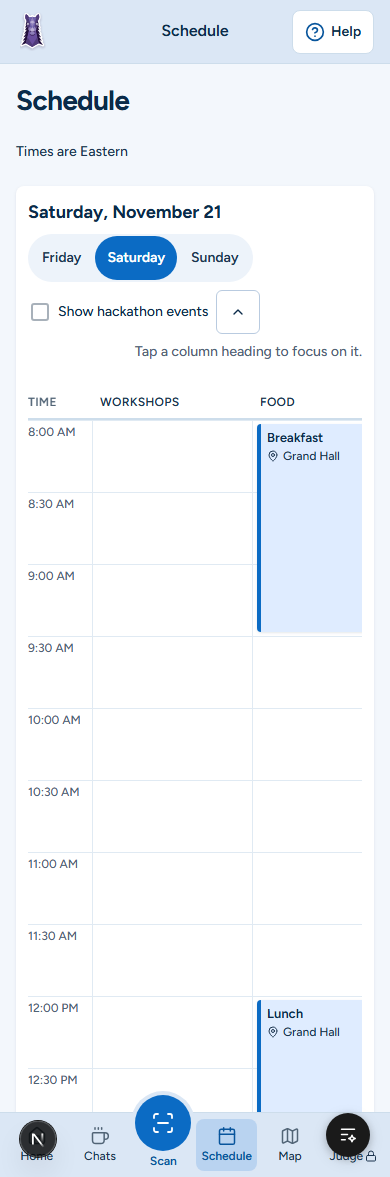 Schedule
Help
Schedule
Times are Eastern
Saturday, November 21
Friday Saturday Sunday
Show hackathon events
Tap a column heading to focus on it.
TIME WORKSHOPS FOOD
8:00 AM
Breakfast
Grand Hall
8:30 AM
9:00 AM
9:30 AM
10:00 AM
10:30 AM
11:00 AM
11:30 AM
12:00 PM
Lunch
Grand Hall
12:30 PM
N
Home Chats Scan Schedule Map Judge